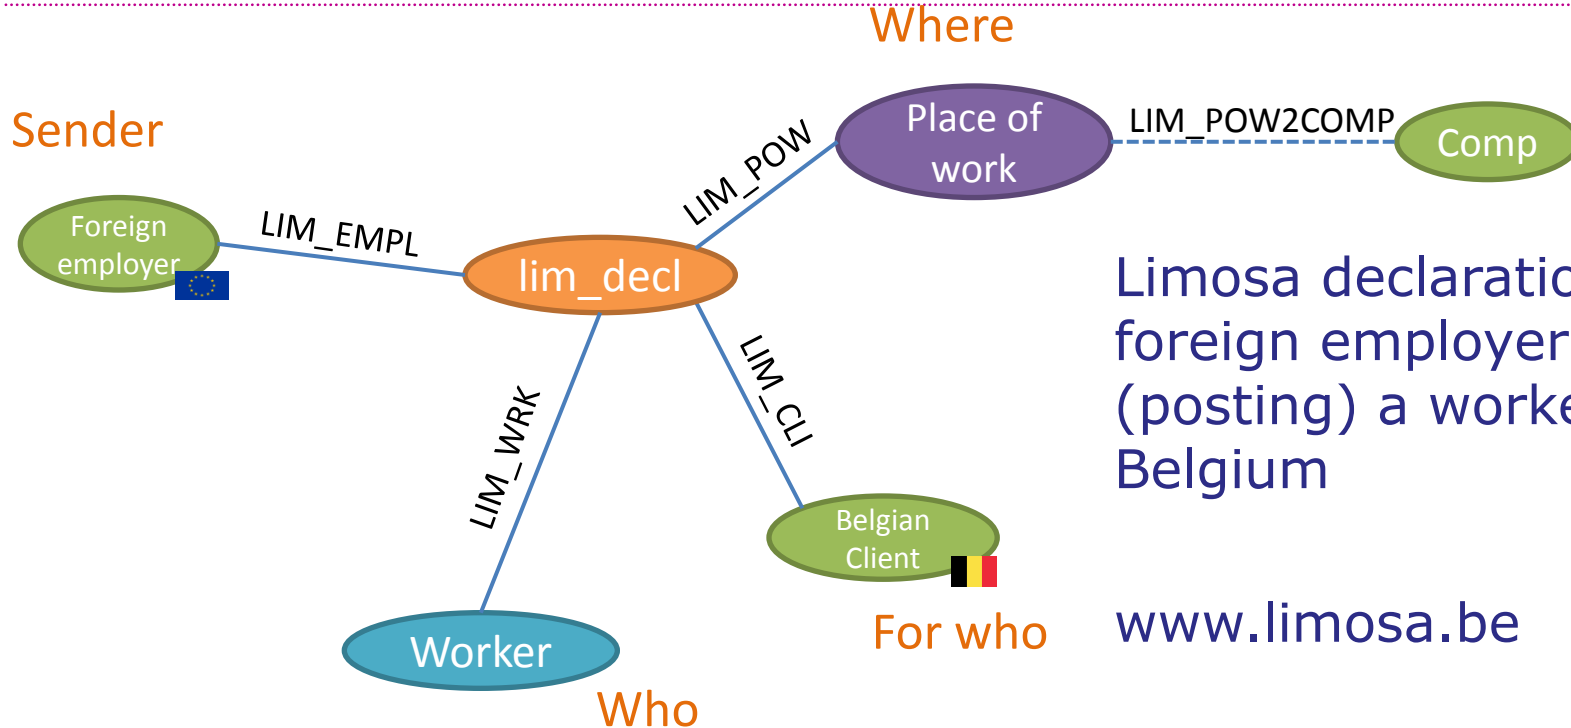 Where
Sender
Place of
work
LIM_POW2COMP
Comp
LIM_POW
Foreign
employer
LIM_EMPL
lim_decl
Limosa declaratio
foreign employer
(posting) a worke
Belgium
LIM_WRK
LIM_CLI
Belgian
Client
www.limosa.be
For who
Worker
Who